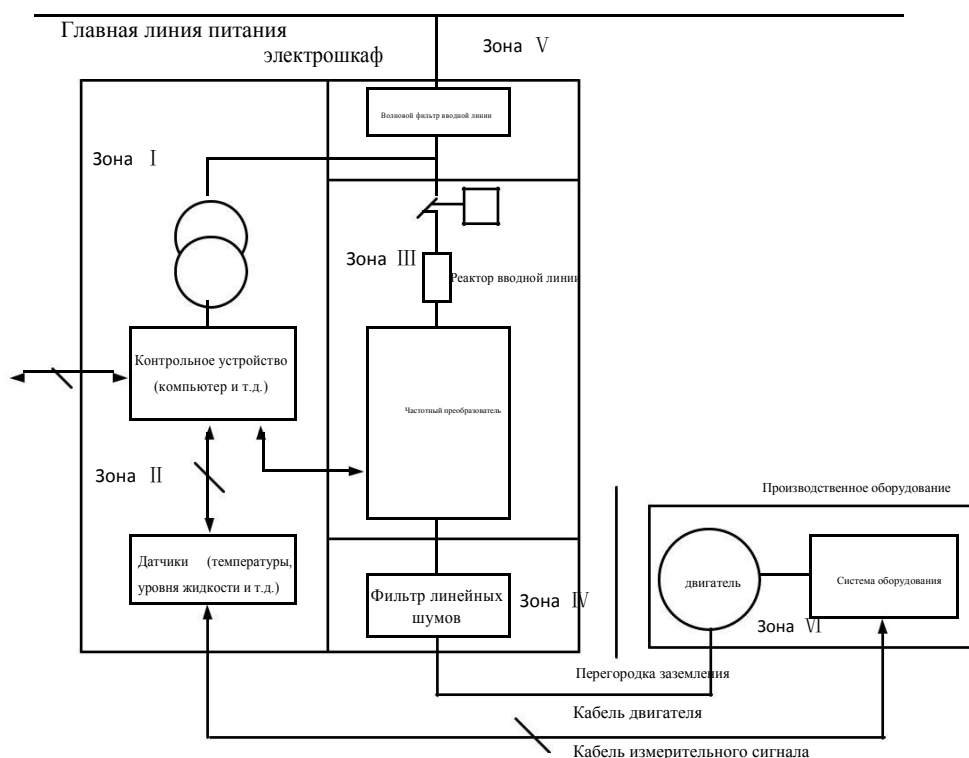 Главная линия питания
электрошкаф
Зона Ⅴ
Волновой фильтр вводной линии
Зона Ⅰ
Зона Ⅲ
Реактор вводной линии
Контрольное устройство
(компьютер и т.д.)
Частотный преобразователь
Зона Ⅱ
Производственное оборудование
Датчики (температуры,
уровня жидкости и т.д.)
Фильтр линейных
шумов
Зона Ⅳ
двигатель
Система оборудования
Зона Ⅵ
Перегородка заземления
Кабель двигателя
Кабель измерительного сигнала